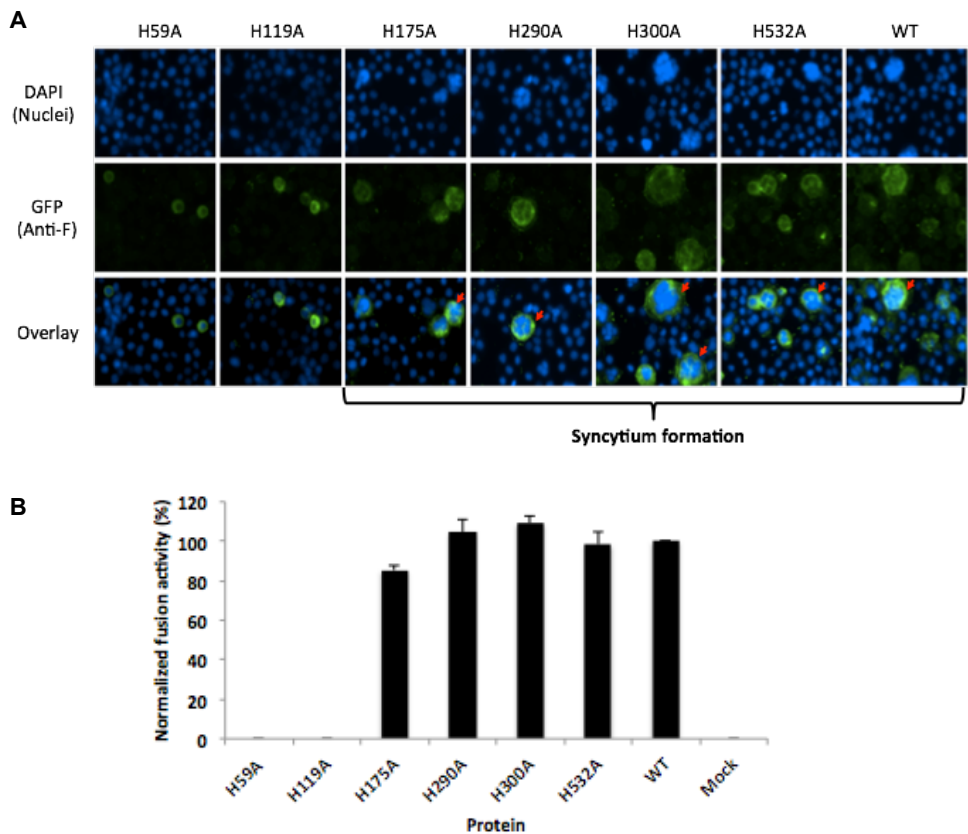 A
H59A H119A H175A H290A H300A H532A WT
DAPI
(Nuclei)
GFP
(Anti-F)
Overlay
Syncytium formation
B
Normalized fusion activity (%)
120
100
80
60
40
20
0
H59A H119A H175A H290A H300A H532A WT Mock
Protein